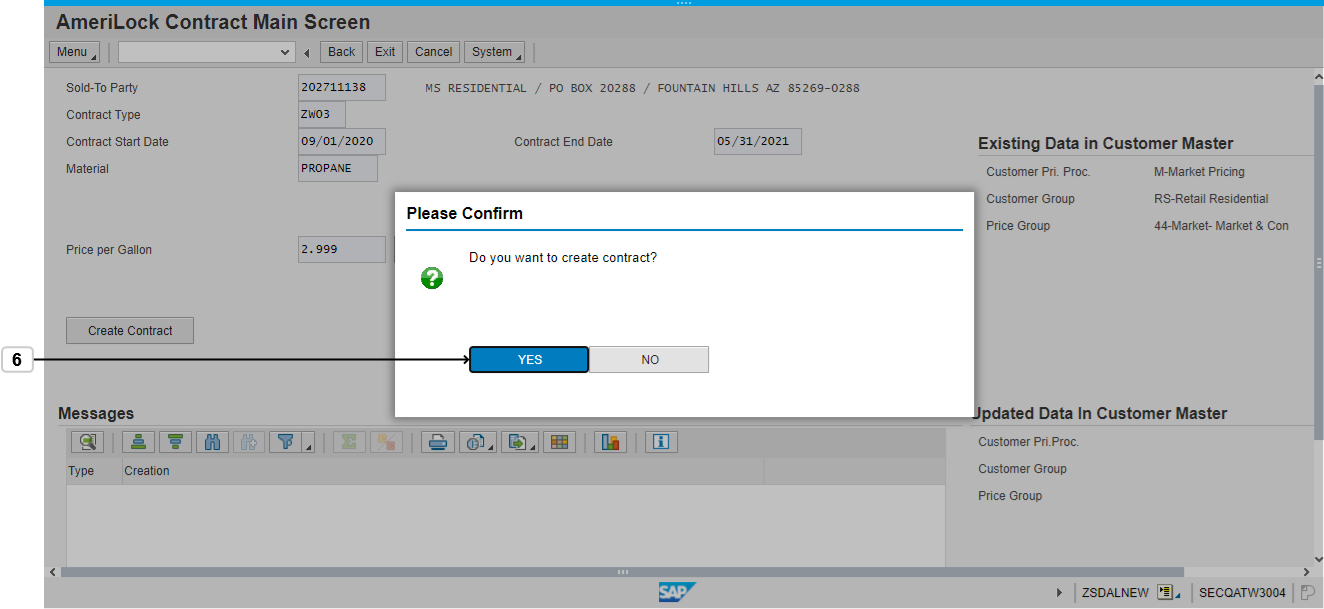 AmeriLock Contract Main Screen
Menu Back Exit Cancel System
Sold-To Party 202711138 MS RESIDENTIAL / PO BOX 20288 / FOUNTAIN HILLS AZ 85269-0288
Contract Type ZW03
Contract Start Date 09/01/2020 Contract End Date 05/31/2021
Existing Data in Customer Master
Material PROPANE
Customer Pri. Proc. M-Market Pricing
Customer Group RS-Retail Residential
Price Group 44-Market- Market & Con
Please Confirm
Price per Gallon 2.999
Do you want to create contract?
?
Create Contract
6
YES NO
Messages
Updated Data In Customer Master
Customer Pri.Proc.
Type Creation
Customer Group
Price Group
SAP
ZSDALNEW SECQATW3004